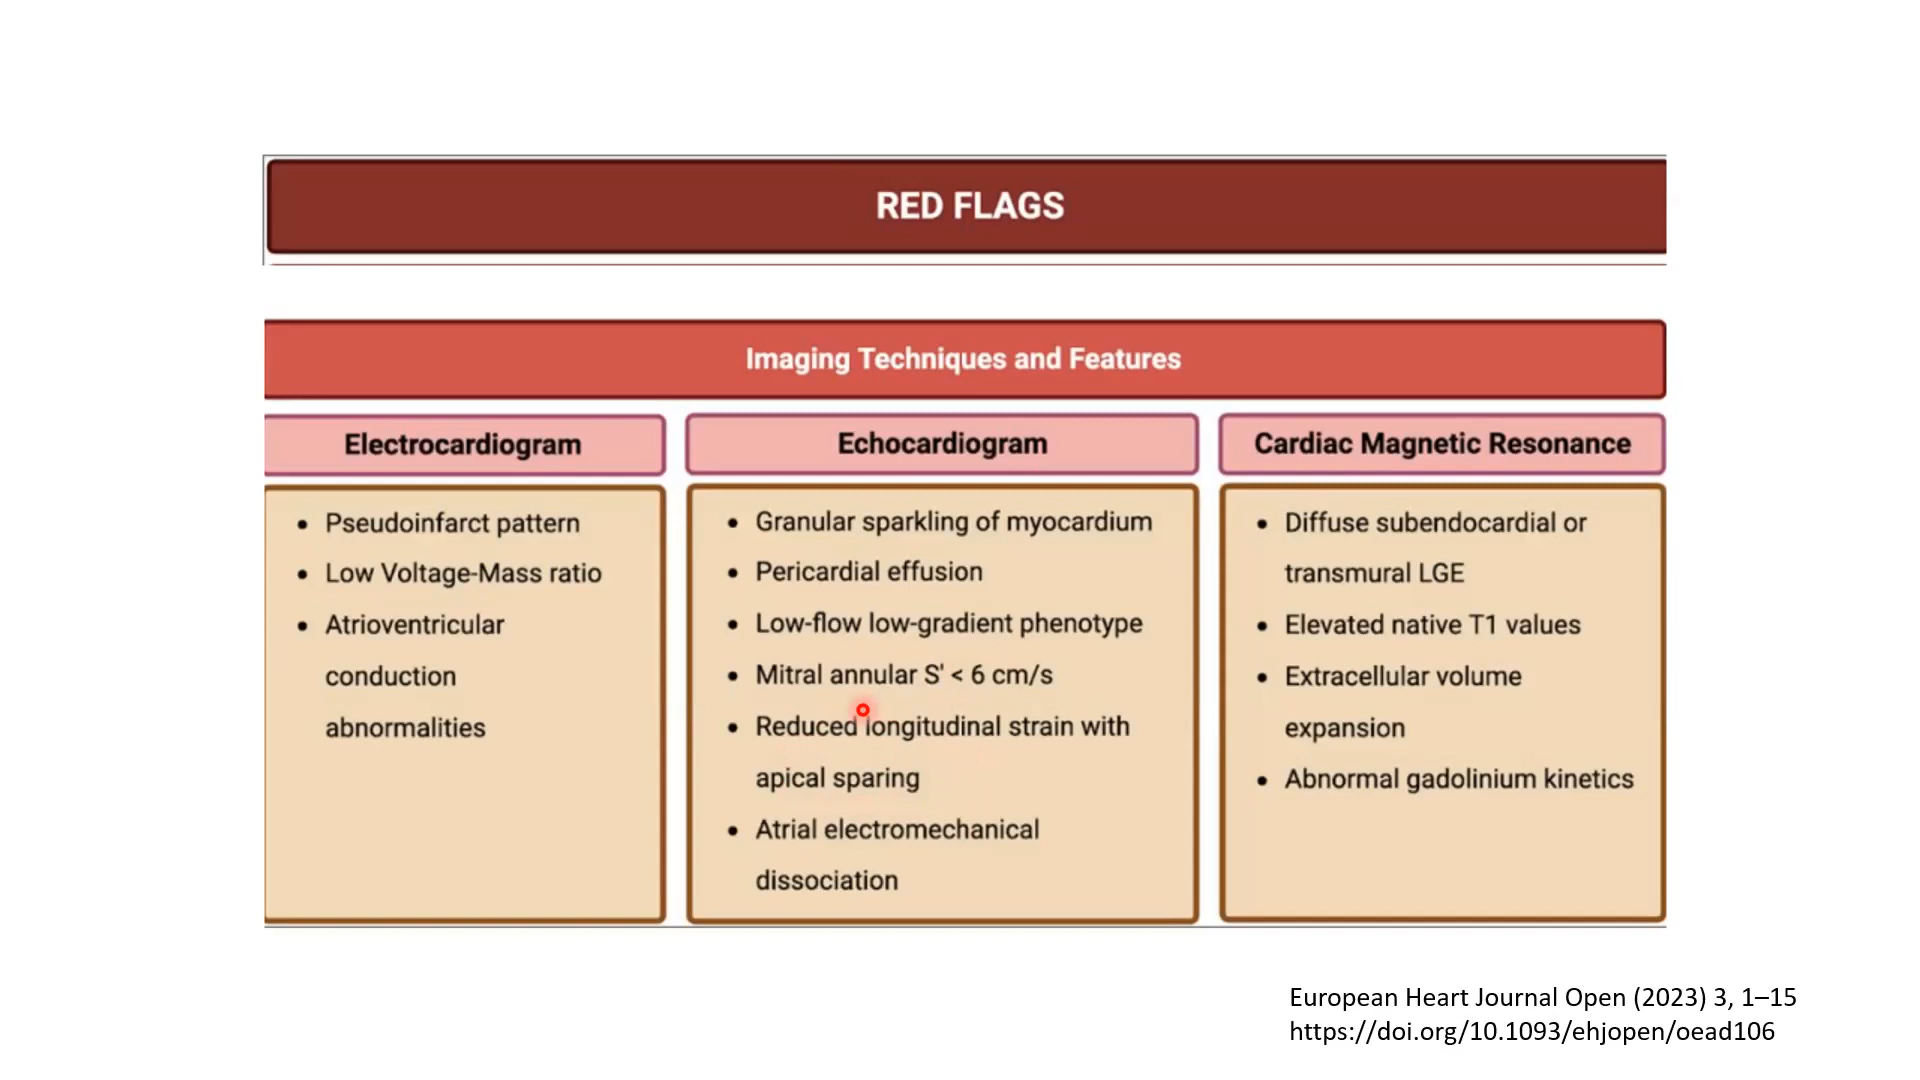 RED FLAGS
Imaging Techniques and Features
Electrocardiogram
• Pseudoinfarct pattern
• Low Voltage-Mass ratio
• Atrioventricular
conduction
abnormalities
Echocardiogram
• Granular sparkling of myocardium
• Pericardial effusion
• Low-flow low-gradient phenotype
• Mitral annular S' < 6 cm/s
• Reduced longitudinal strain with
apical sparing
• Atrial electromechanical
dissociation
Cardiac Magnetic Resonance
• Diffuse subendocardial or
transmural LGE
• Elevated native T1 values
• Extracellular volume
expansion
• Abnormal gadolinium kinetics
European Heart Journal Open (2023) 3, 1–15
https://doi.org/10.1093/ehjopen/oead106